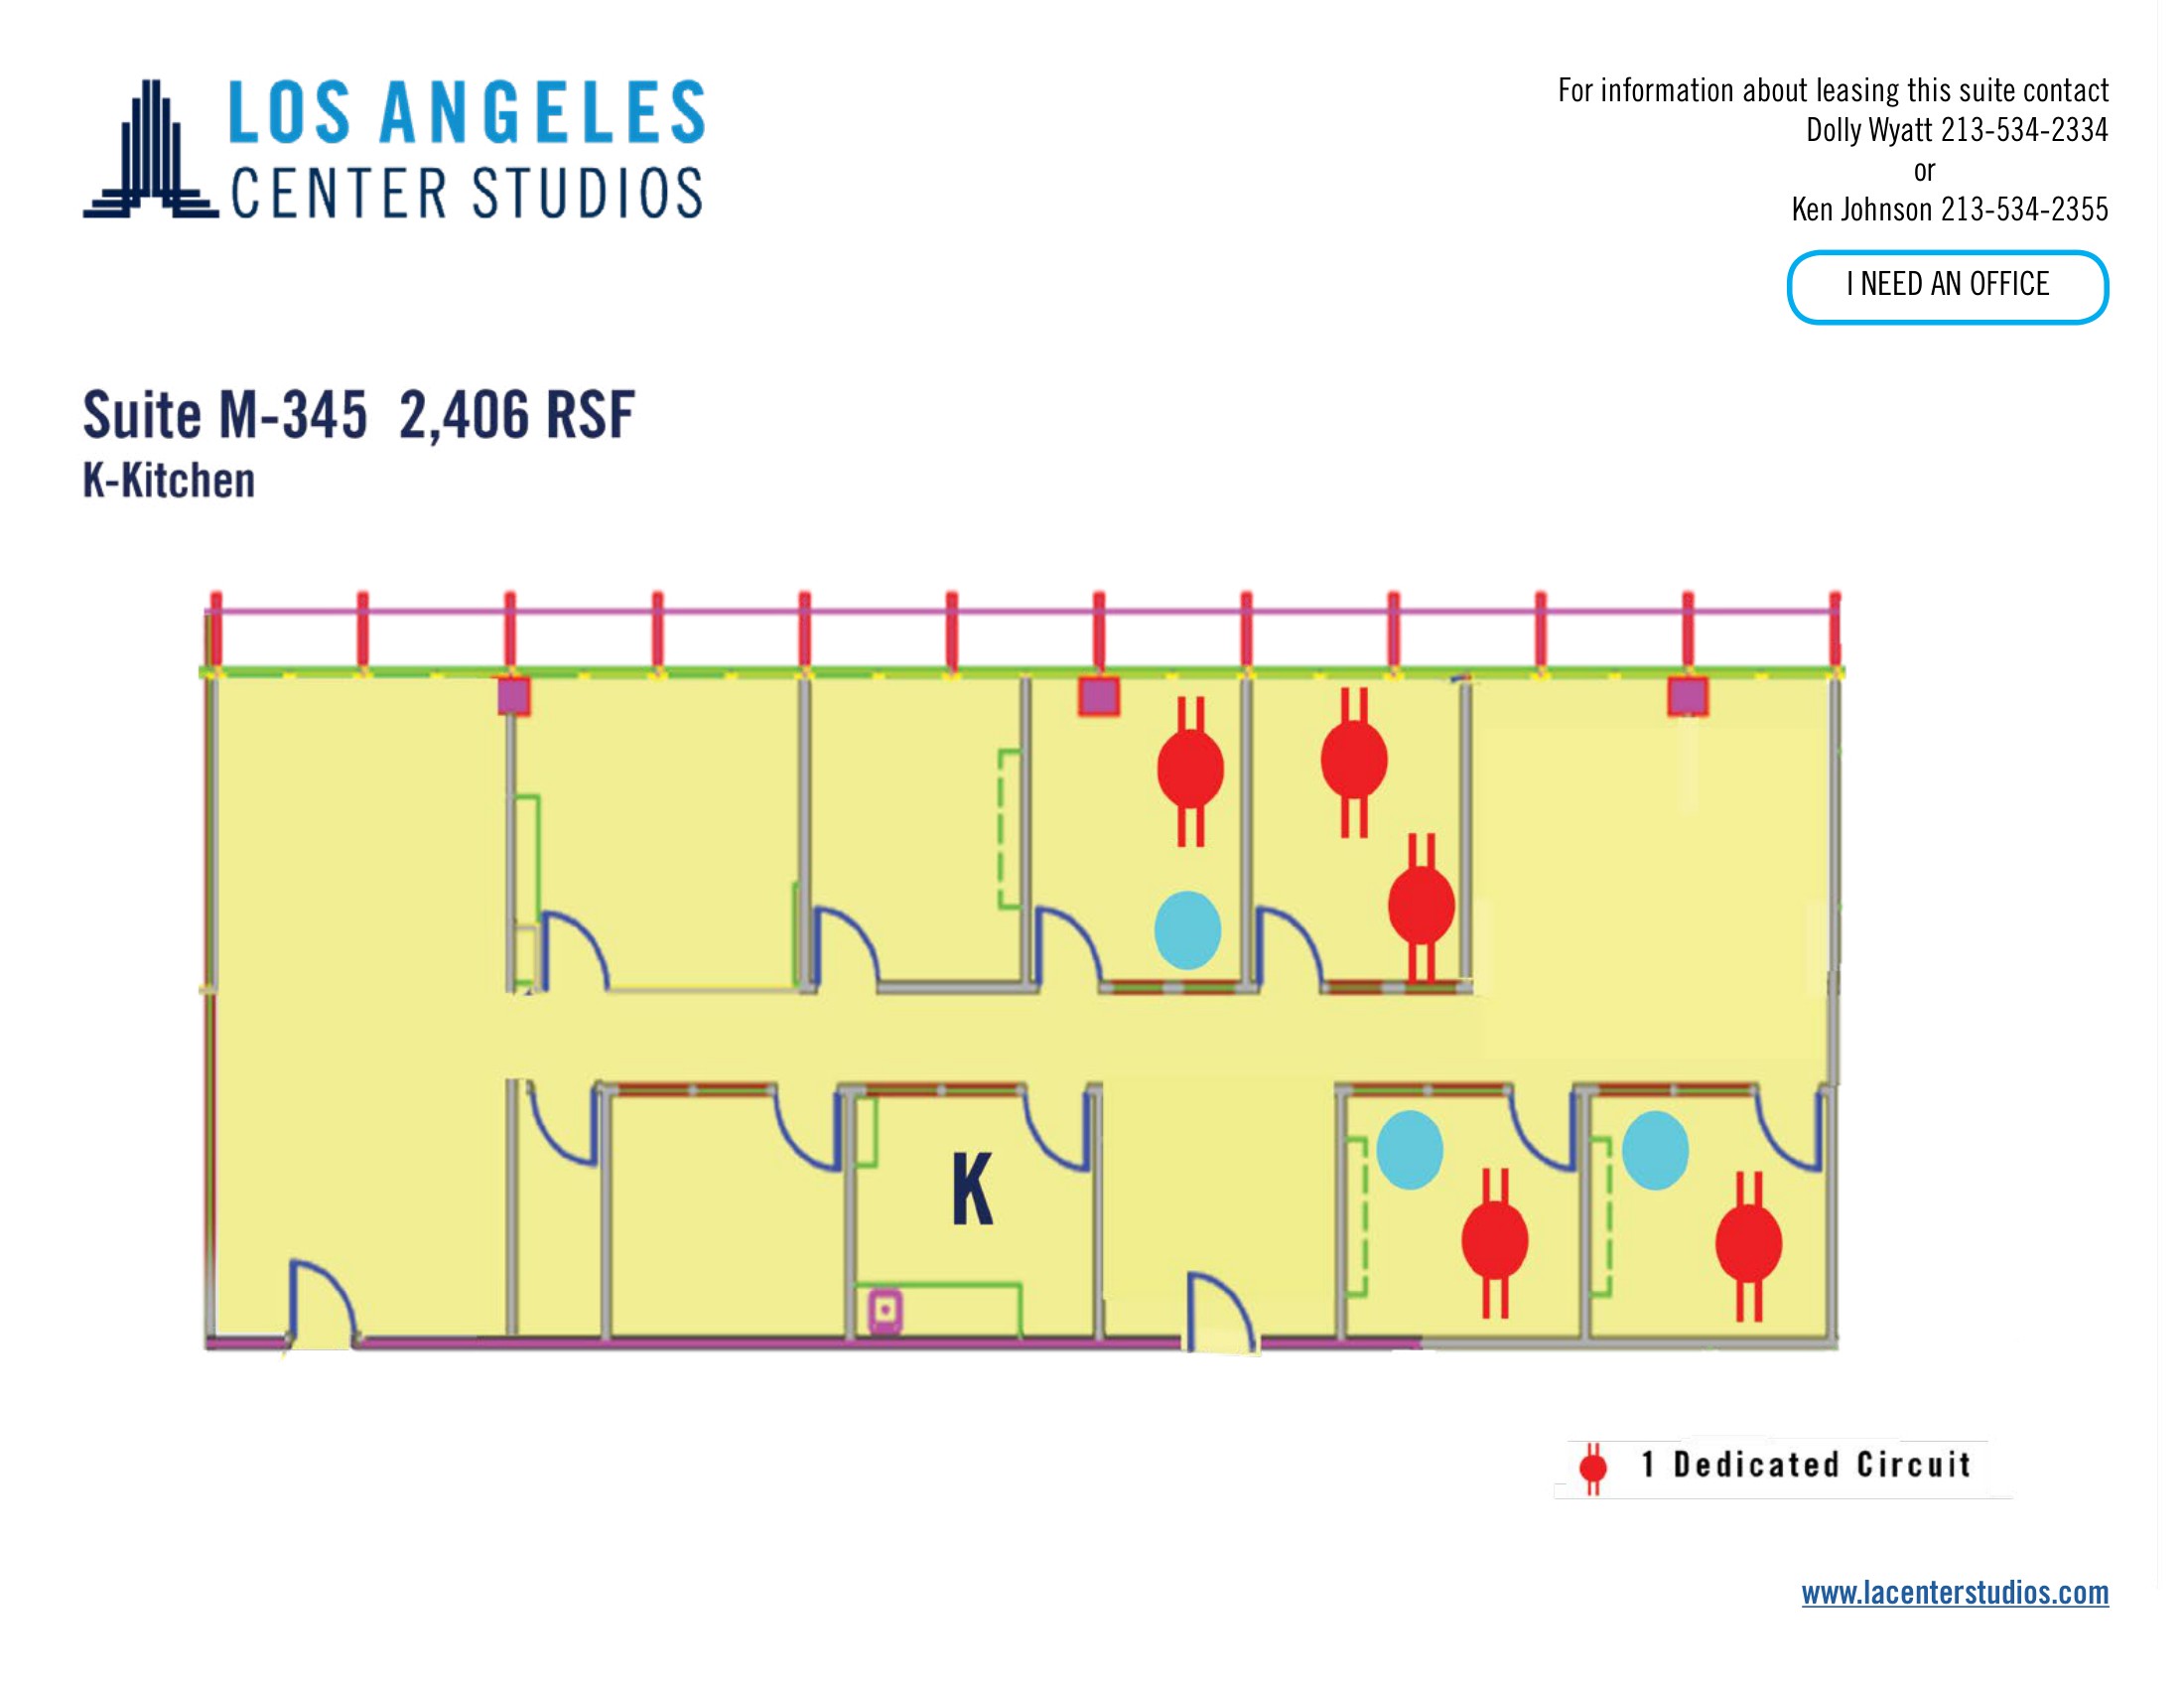 LOS ANGELES
CENTER STUDIOS
For information about leasing this suite contact
Dolly Wyatt 213-534-2334
or
Ken Johnson 213-534-2355
I NEED AN OFFICE
Suite M-345 2,406 RSF
K-Kitchen
K
1 Dedicated Circuit
www.lacenterstudios.com